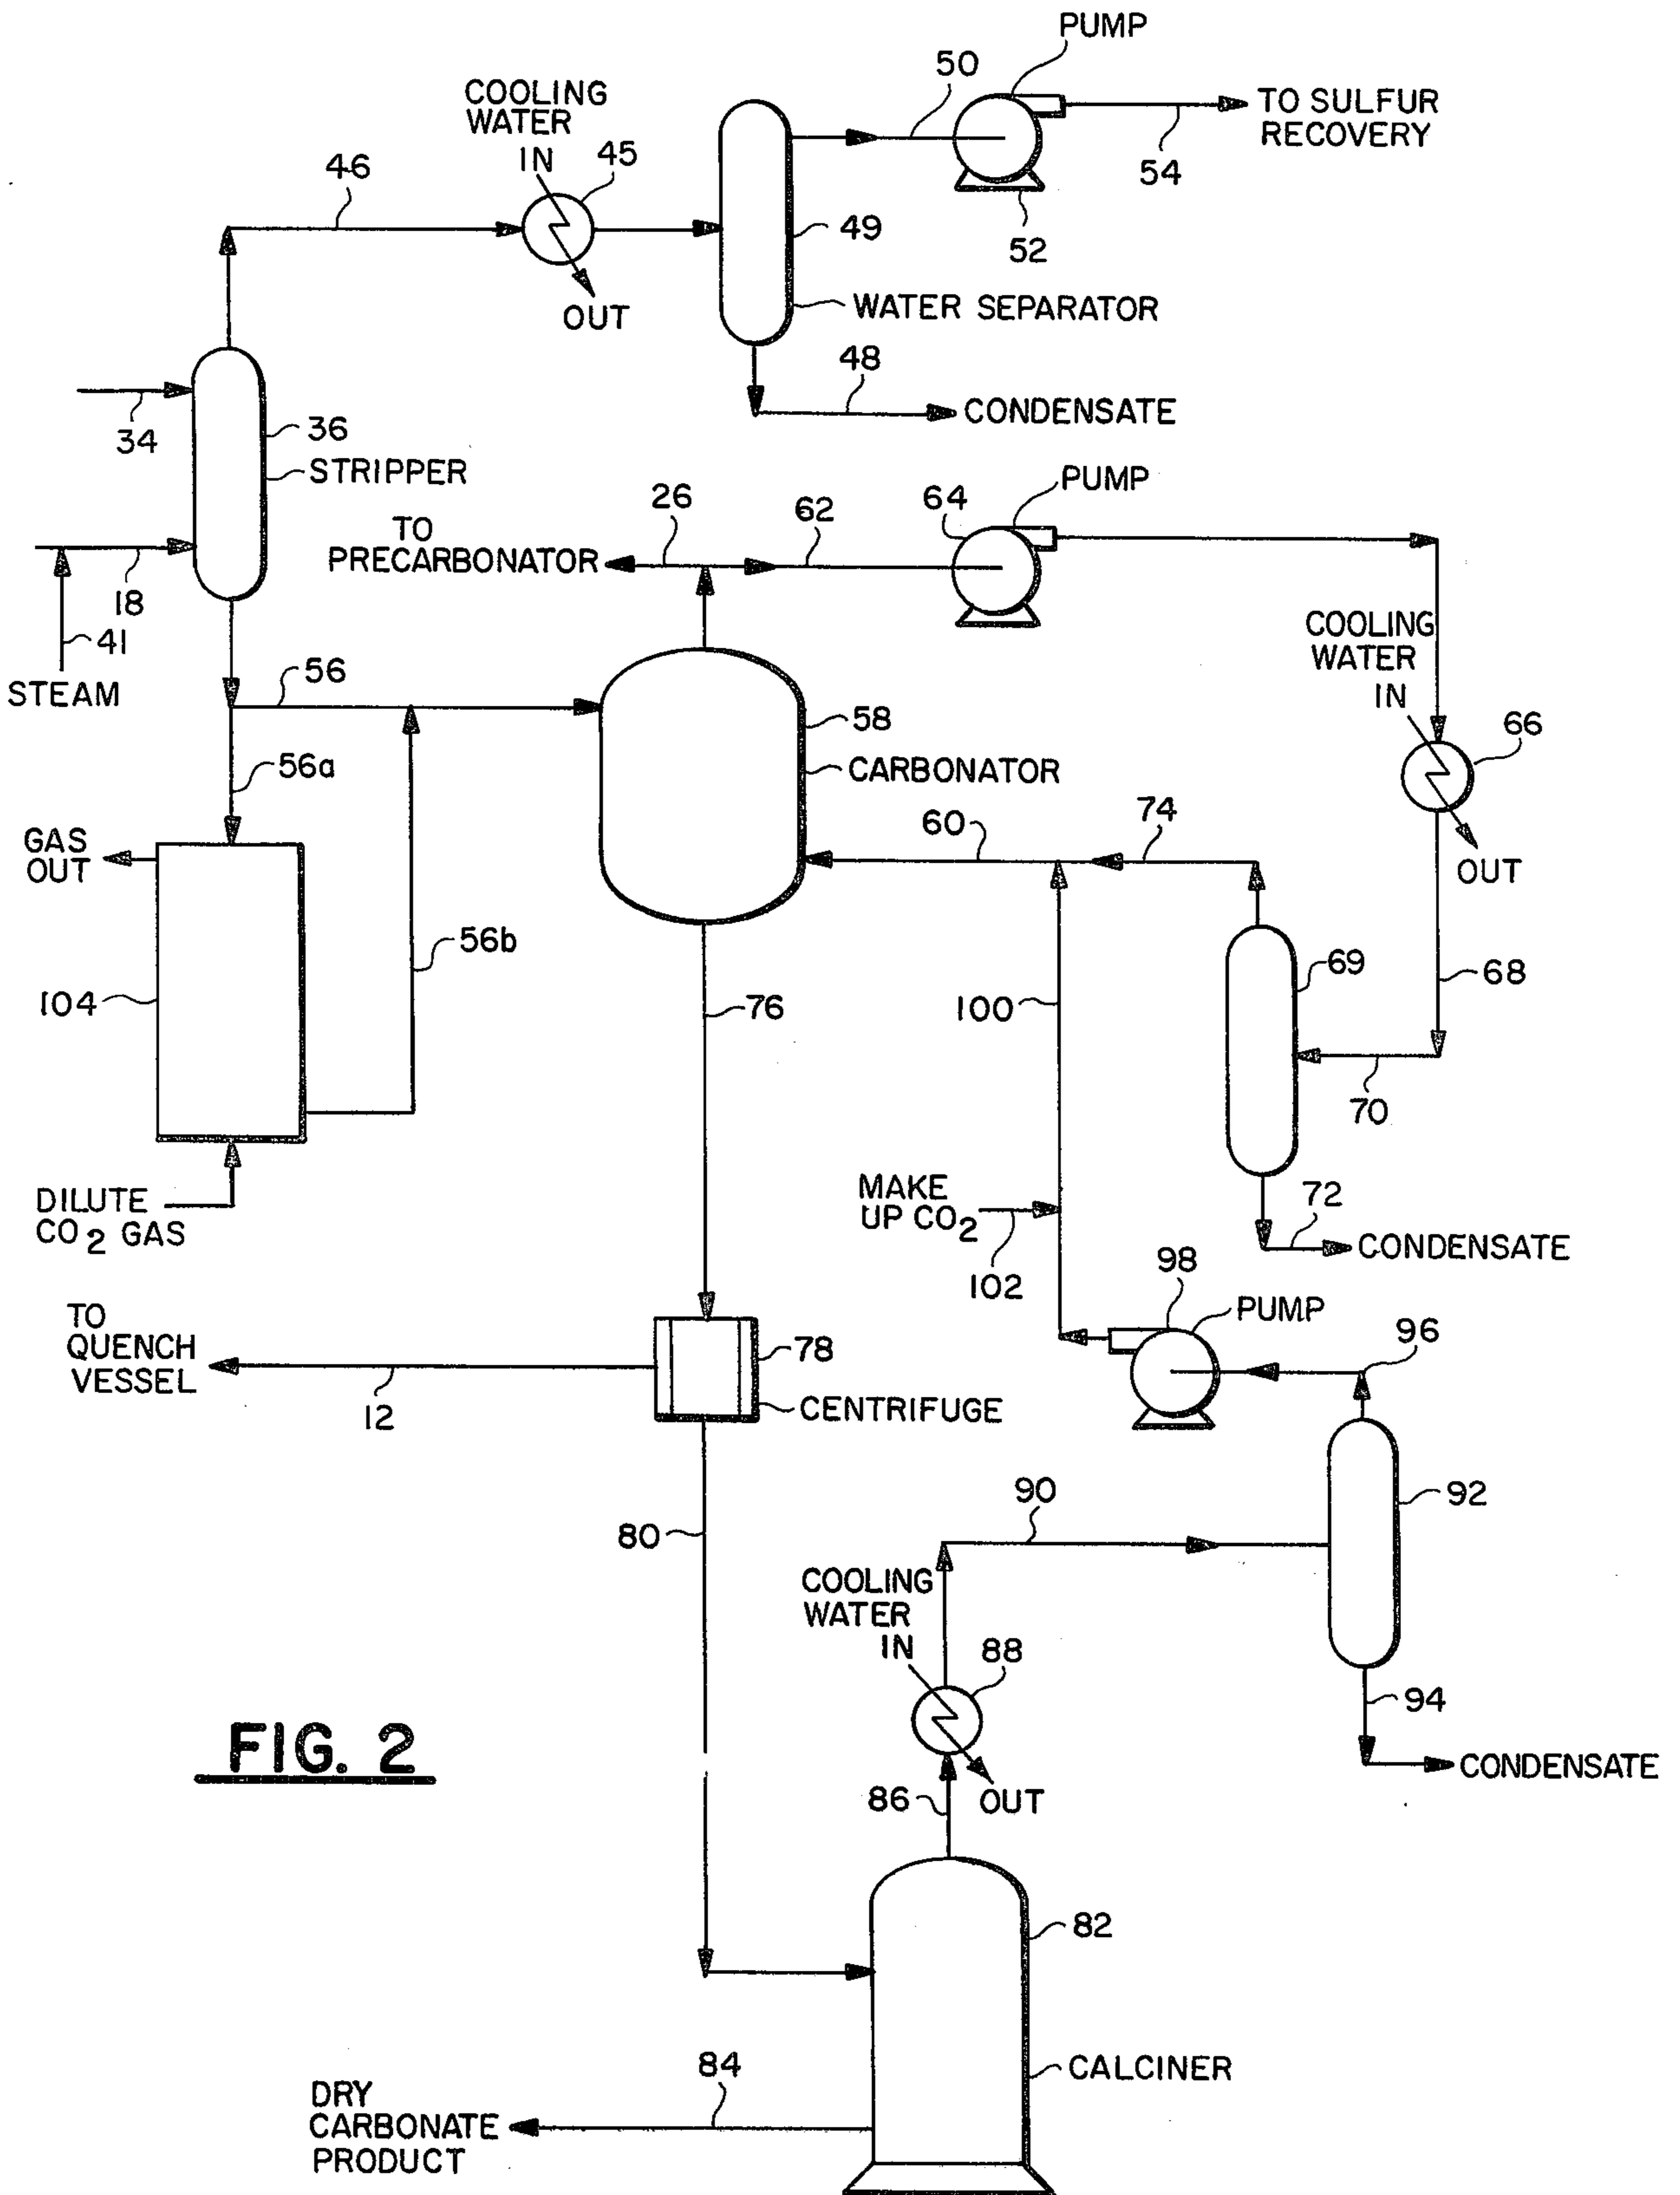 PUMP
50
COOLING
WATER
IN
45
TO SULFUR
RECOVERY
54
46
49
52
OUT
WATER SEPARATOR
48
CONDENSATE
34
36
STRIPPER
PUMP
26
62
64
TO
PRECARBONATOR
18
41
STEAM
COOLING
WATER
IN
56
58
66
56a
CARBONATOR
60
74
GAS
OUT
OUT
56b
69
68
104
76
100
70
DILUTE
CO2 GAS
MAKE
UP CO2
72
CONDENSATE
102
98
PUMP
TO
QUENCH
VESSEL
12
78
CENTRIFUGE
96
90
92
80
COOLING
WATER
IN
88
94
FIG. 2
CONDENSATE
86
OUT
82
84
CALCINER
DRY
CARBONATE
PRODUCT